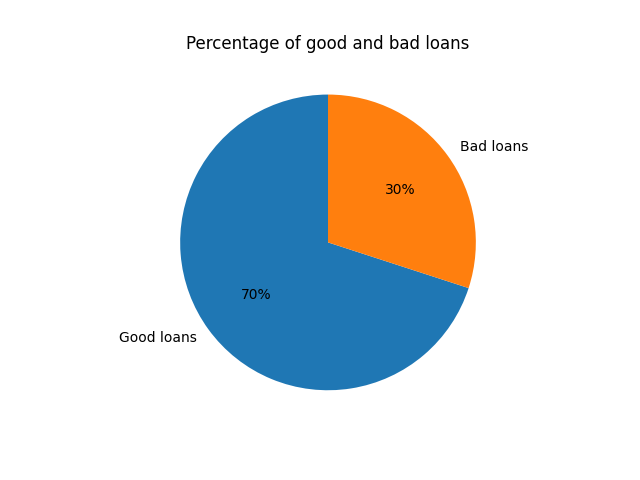 Percentage of good and bad loans
Bad loans
30%
70%
Good loans